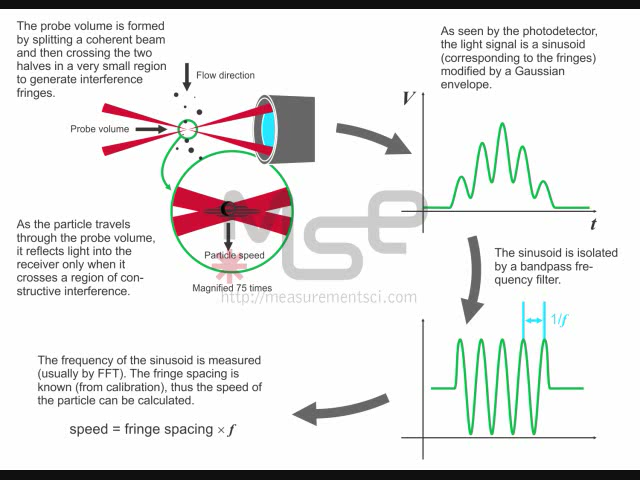 The probe volume is formed
by splitting a coherent beam
and then crossing the two
halves in a very small region
to generate interference
fringes.
Flow direction
Probe volume
As seen by the photodetector,
the light signal is a sinusoid
(corresponding to the fringes)
modified by a Gaussian
envelope.
V
t
As the particle travels
through the probe volume,
it reflects light into the
receiver only when it
crosses a region of con-
structive interference.
Particle speed
Magnified 75 times
mse
http://measurementsci.com
The sinusoid is isolated
by a bandpass fre-
quency filter.
1/f
The frequency of the sinusoid is measured
(usually by FFT). The fringe spacing is
known (from calibration), thus the speed of
the particle can be calculated.
speed = fringe spacing × f